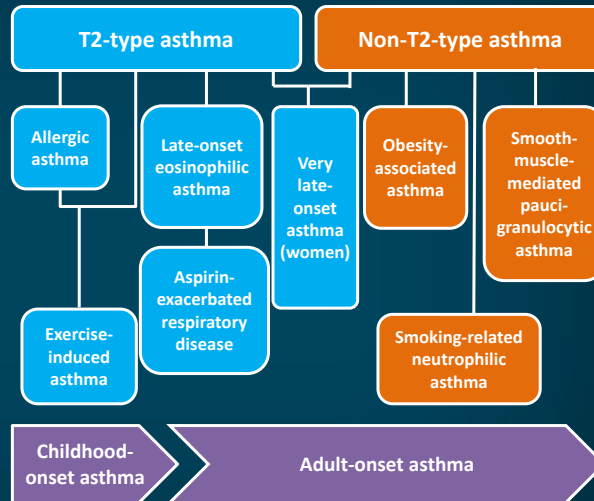 T2-type asthma
Non-T2-type asthma
Allergic
asthma
Late-onset
eosinophilic
asthma
Very
late-
onset
asthma
(women)
Obesity-
associated
asthma
Smooth-
muscle-
mediated
pauci-
granulocytic
asthma
Aspirin-
exacerbated
respiratory
disease
Exercise-
induced
asthma
Smoking-related
neutrophilic
asthma
Childhood-
onset asthma
Adult-onset asthma